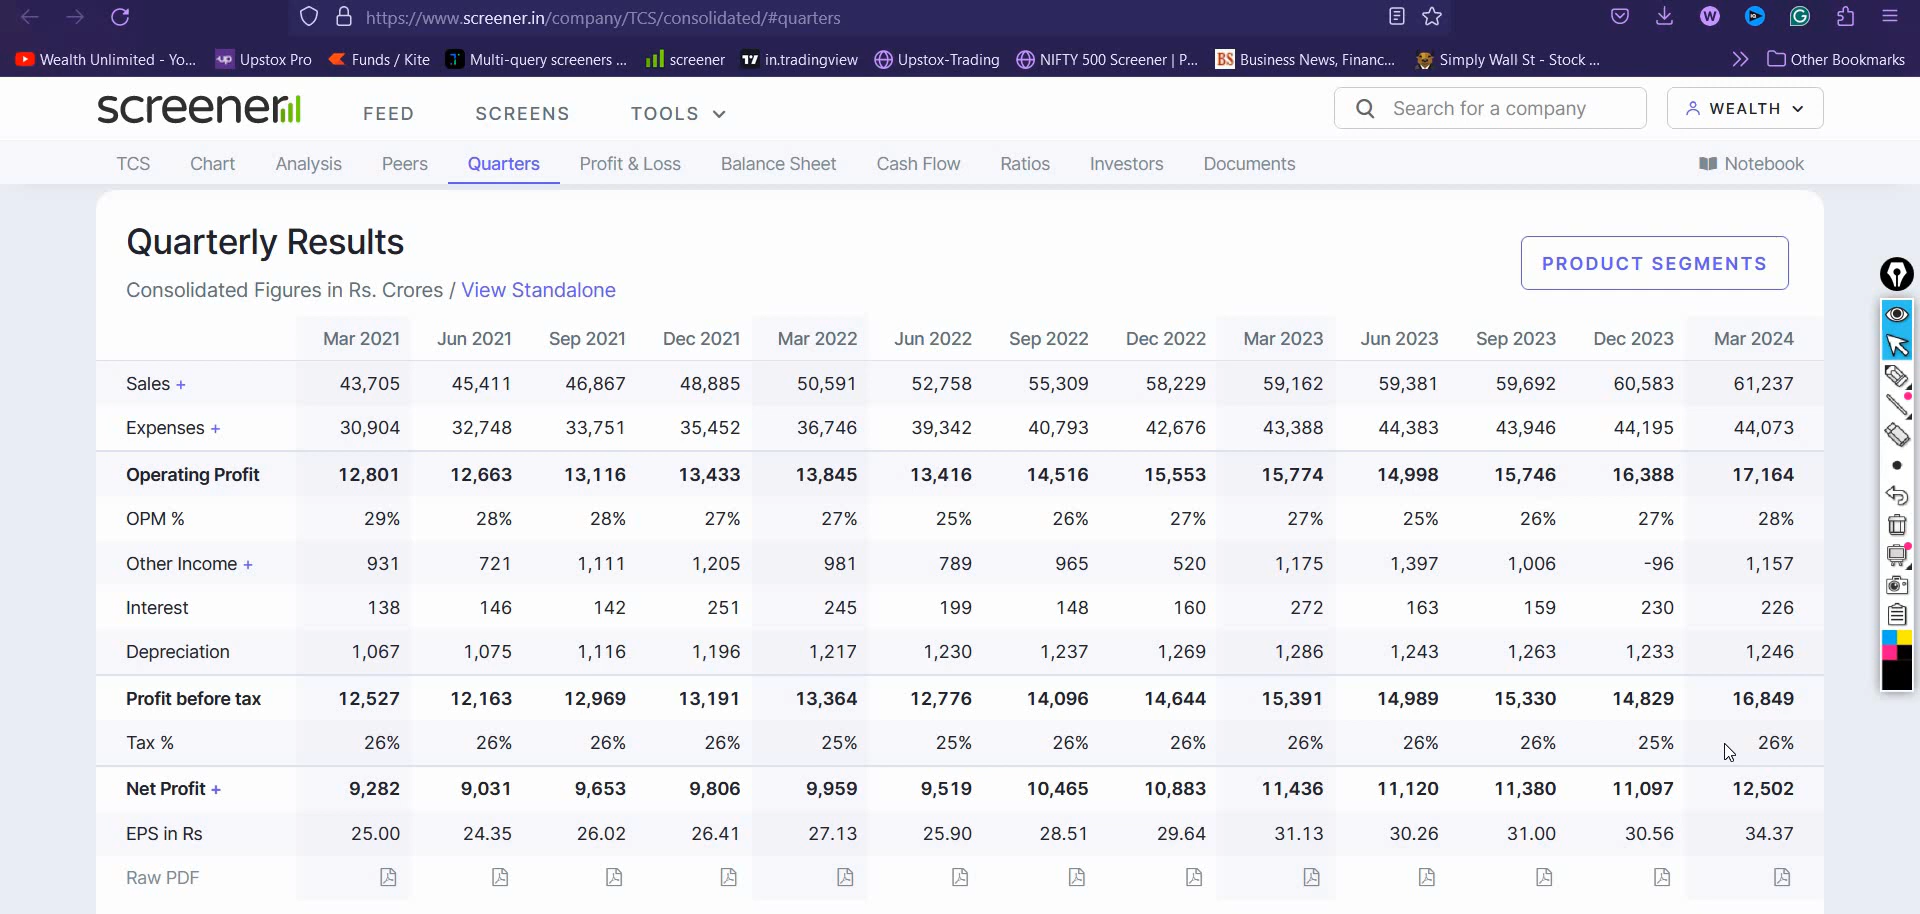 https://www.screener.in/company/TCS/consolidated/#quarters
Wealth Unlimited - Yo... Upstox Pro Funds / Kite Multi-query screeners ... screener in.tradingview Upstox-Trading NIFTY 500 Screener | P... Business News, Financ... Simply Wall St - Stock ... Other Bookmarks
screener FEED SCREENS TOOLS Search for a company WEALTH
TCS Chart Analysis Peers Quarters Profit & Loss Balance Sheet Cash Flow Ratios Investors Documents Notebook
Quarterly Results
PRODUCT SEGMENTS
Consolidated Figures in Rs. Crores / View Standalone
Mar 2021 Jun 2021 Sep 2021 Dec 2021 Mar 2022 Jun 2022 Sep 2022 Dec 2022 Mar 2023 Jun 2023 Sep 2023 Dec 2023 Mar 2024
Sales + 43,705 45,411 46,867 48,885 50,591 52,758 55,309 58,229 59,162 59,381 59,692 60,583 61,237
Expenses + 30,904 32,748 33,751 35,452 36,746 39,342 40,793 42,676 43,388 44,383 43,946 44,195 44,073
Operating Profit 12,801 12,663 13,116 13,433 13,845 13,416 14,516 15,553 15,774 14,998 15,746 16,388 17,164
OPM % 29% 28% 28% 27% 27% 25% 26% 27% 27% 25% 26% 27% 28%
Other Income + 931 721 1,111 1,205 981 789 965 520 1,175 1,397 1,006 -96 1,157
Interest 138 146 142 251 245 199 148 160 272 163 159 230 226
Depreciation 1,067 1,075 1,116 1,196 1,217 1,230 1,237 1,269 1,286 1,243 1,263 1,233 1,246
Profit before tax 12,527 12,163 12,969 13,191 13,364 12,776 14,096 14,644 15,391 14,989 15,330 14,829 16,849
Tax % 26% 26% 26% 26% 25% 25% 26% 26% 26% 26% 26% 25% 26%
Net Profit + 9,282 9,031 9,653 9,806 9,959 9,519 10,465 10,883 11,436 11,120 11,380 11,097 12,502
EPS in Rs 25.00 24.35 26.02 26.41 27.13 25.90 28.51 29.64 31.13 30.26 31.00 30.56 34.37
Raw PDF